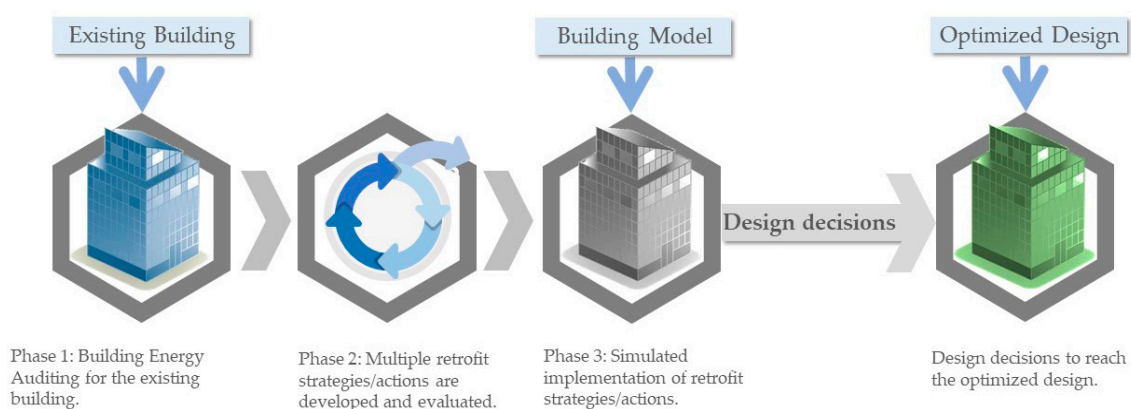 Existing Building
Building Model
Optimized Design
Design decisions
Phase 1: Building Energy
Auditing for the existing
building.
Phase 2: Multiple retrofit
strategies/actions are
developed and evaluated.
Phase 3: Simulated
implementation of retrofit
strategies/actions.
Design decisions to reach
the optimized design.